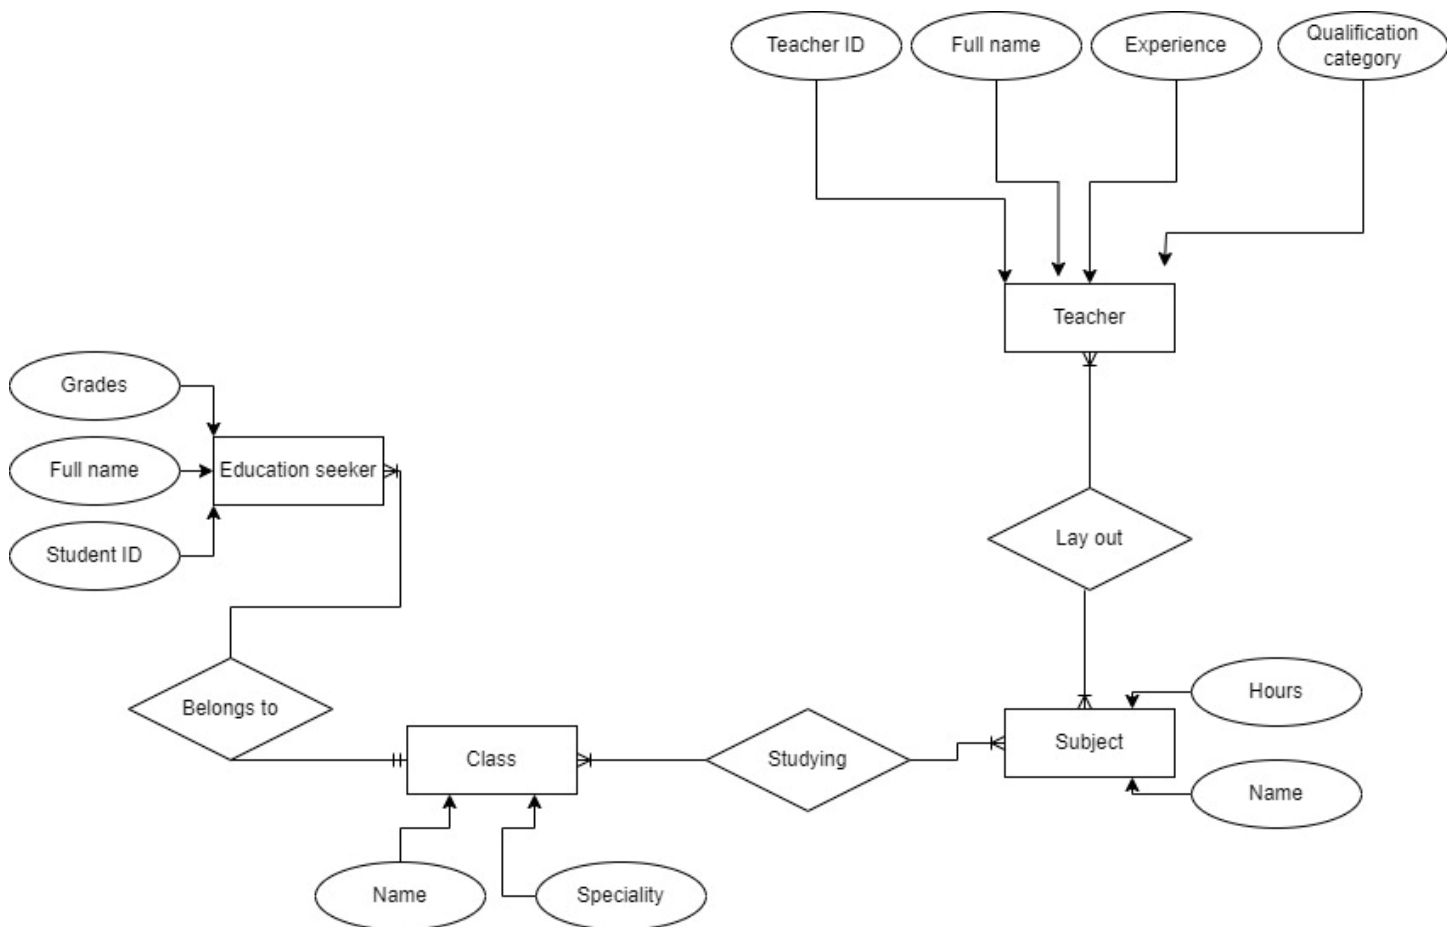 Teacher ID
Full name
Experience
Qualification
category
Teacher
Grades
Full name
Education seeker
Student ID
Lay out
Belongs to
Class
Studying
Subject
Hours
Name
Name
Speciality